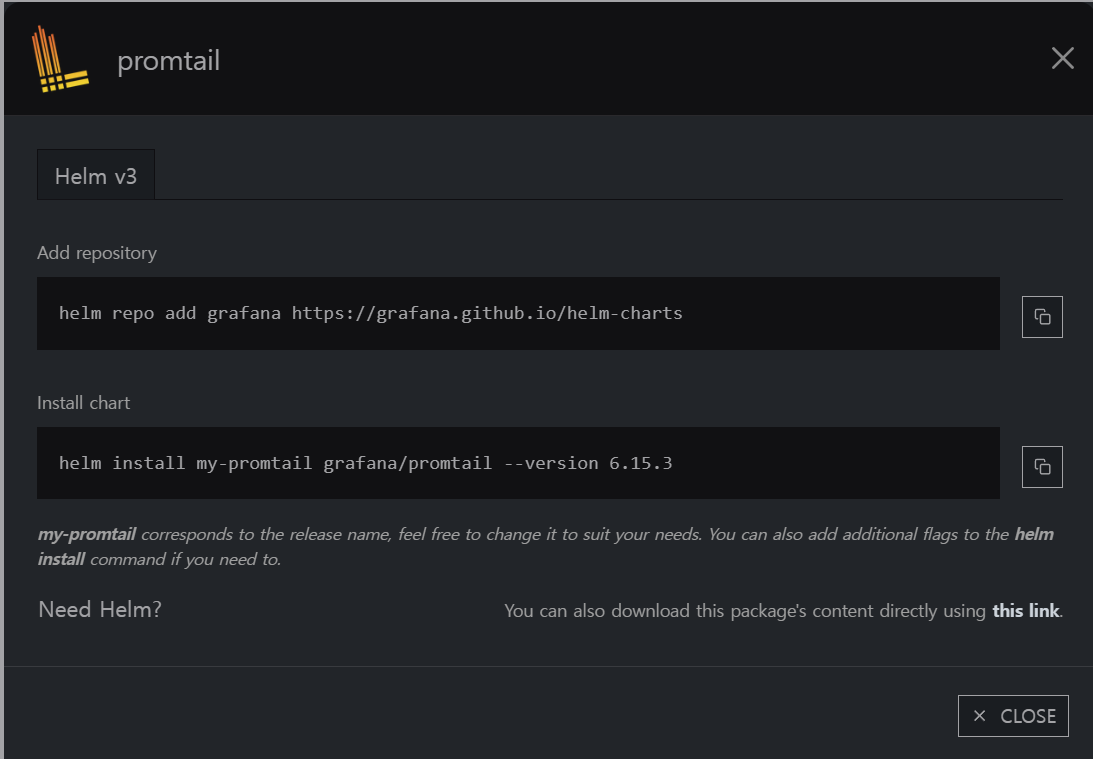 promtail
Helm v3
Add repository
helm repo add grafana https://grafana.github.io/helm-charts
Install chart
helm install my-promtail grafana/promtail --version 6.15.3
my-promtail corresponds to the release name, feel free to change it to suit your needs. You can also add additional flags to the helm
install command if you need to.
Need Helm?
You can also download this package's content directly using this link.
CLOSE